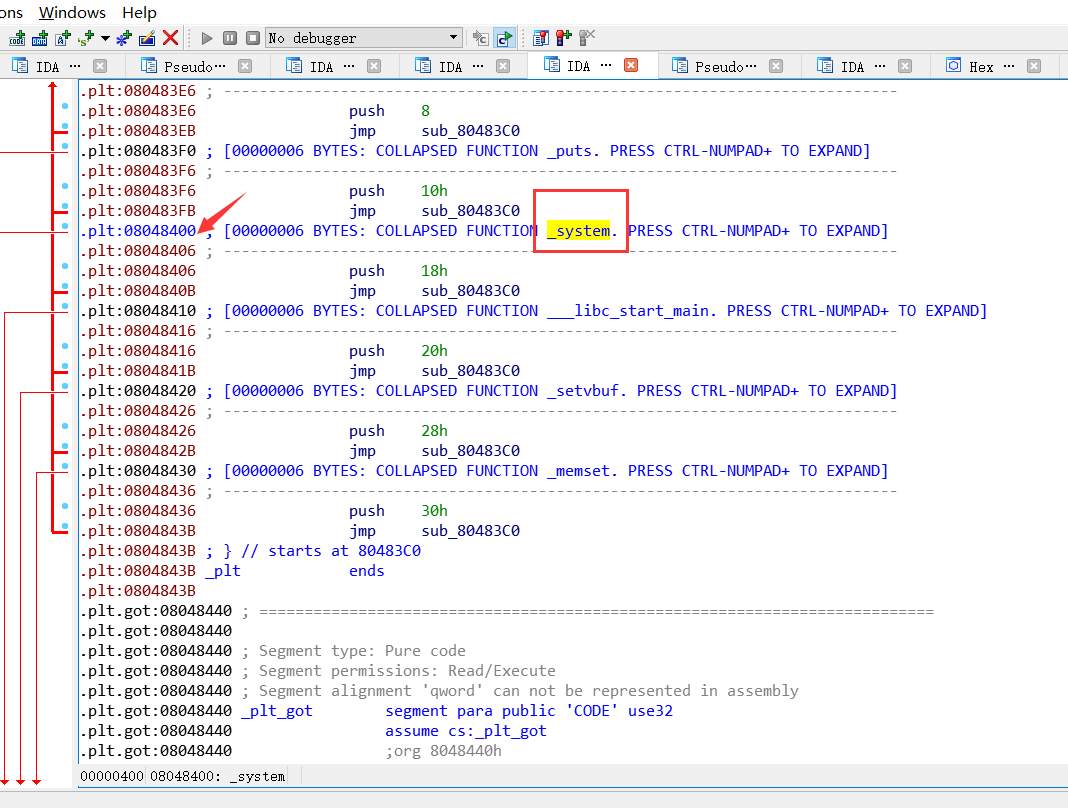 ons Windows Help
No debugger
IDA ··· Pseudo··· IDA ··· IDA ··· IDA ··· Pseudo··· IDA ··· Hex ···
.plt:080483E6 ; ---------------------------------------------------------------------------
.plt:080483E6 push 8
.plt:080483EB jmp sub_80483C0
.plt:080483F0 ; [00000006 BYTES: COLLAPSED FUNCTION _puts. PRESS CTRL-NUMPAD+ TO EXPAND]
.plt:080483F6 ; ---------------------------------------------------------------------------
.plt:080483F6 push 10h
.plt:080483FB jmp sub_80483C0
.plt:08048400 ; [00000006 BYTES: COLLAPSED FUNCTION _system. PRESS CTRL-NUMPAD+ TO EXPAND]
.plt:08048406 ; ---------------------------------------------------------------------------
.plt:08048406 push 18h
.plt:0804840B jmp sub_80483C0
.plt:08048410 ; [00000006 BYTES: COLLAPSED FUNCTION ___libc_start_main. PRESS CTRL-NUMPAD+ TO EXPAND]
.plt:08048416 ; ---------------------------------------------------------------------------
.plt:08048416 push 20h
.plt:0804841B jmp sub_80483C0
.plt:08048420 ; [00000006 BYTES: COLLAPSED FUNCTION _setvbuf. PRESS CTRL-NUMPAD+ TO EXPAND]
.plt:08048426 ; ---------------------------------------------------------------------------
.plt:08048426 push 28h
.plt:0804842B jmp sub_80483C0
.plt:08048430 ; [00000006 BYTES: COLLAPSED FUNCTION _memset. PRESS CTRL-NUMPAD+ TO EXPAND]
.plt:08048436 ; ---------------------------------------------------------------------------
.plt:08048436 push 30h
.plt:0804843B jmp sub_80483C0
.plt:0804843B ; } // starts at 80483C0
.plt:0804843B _plt ends
.plt:0804843B
.plt.got:08048440 ; ===========================================================================
.plt.got:08048440
.plt.got:08048440 ; Segment type: Pure code
.plt.got:08048440 ; Segment permissions: Read/Execute
.plt.got:08048440 ; Segment alignment 'qword' can not be represented in assembly
.plt.got:08048440 _plt_got segment para public 'CODE' use32
.plt.got:08048440 assume cs:_plt_got
.plt.got:08048440 ;org 8048440h
00000400 08048400: _system